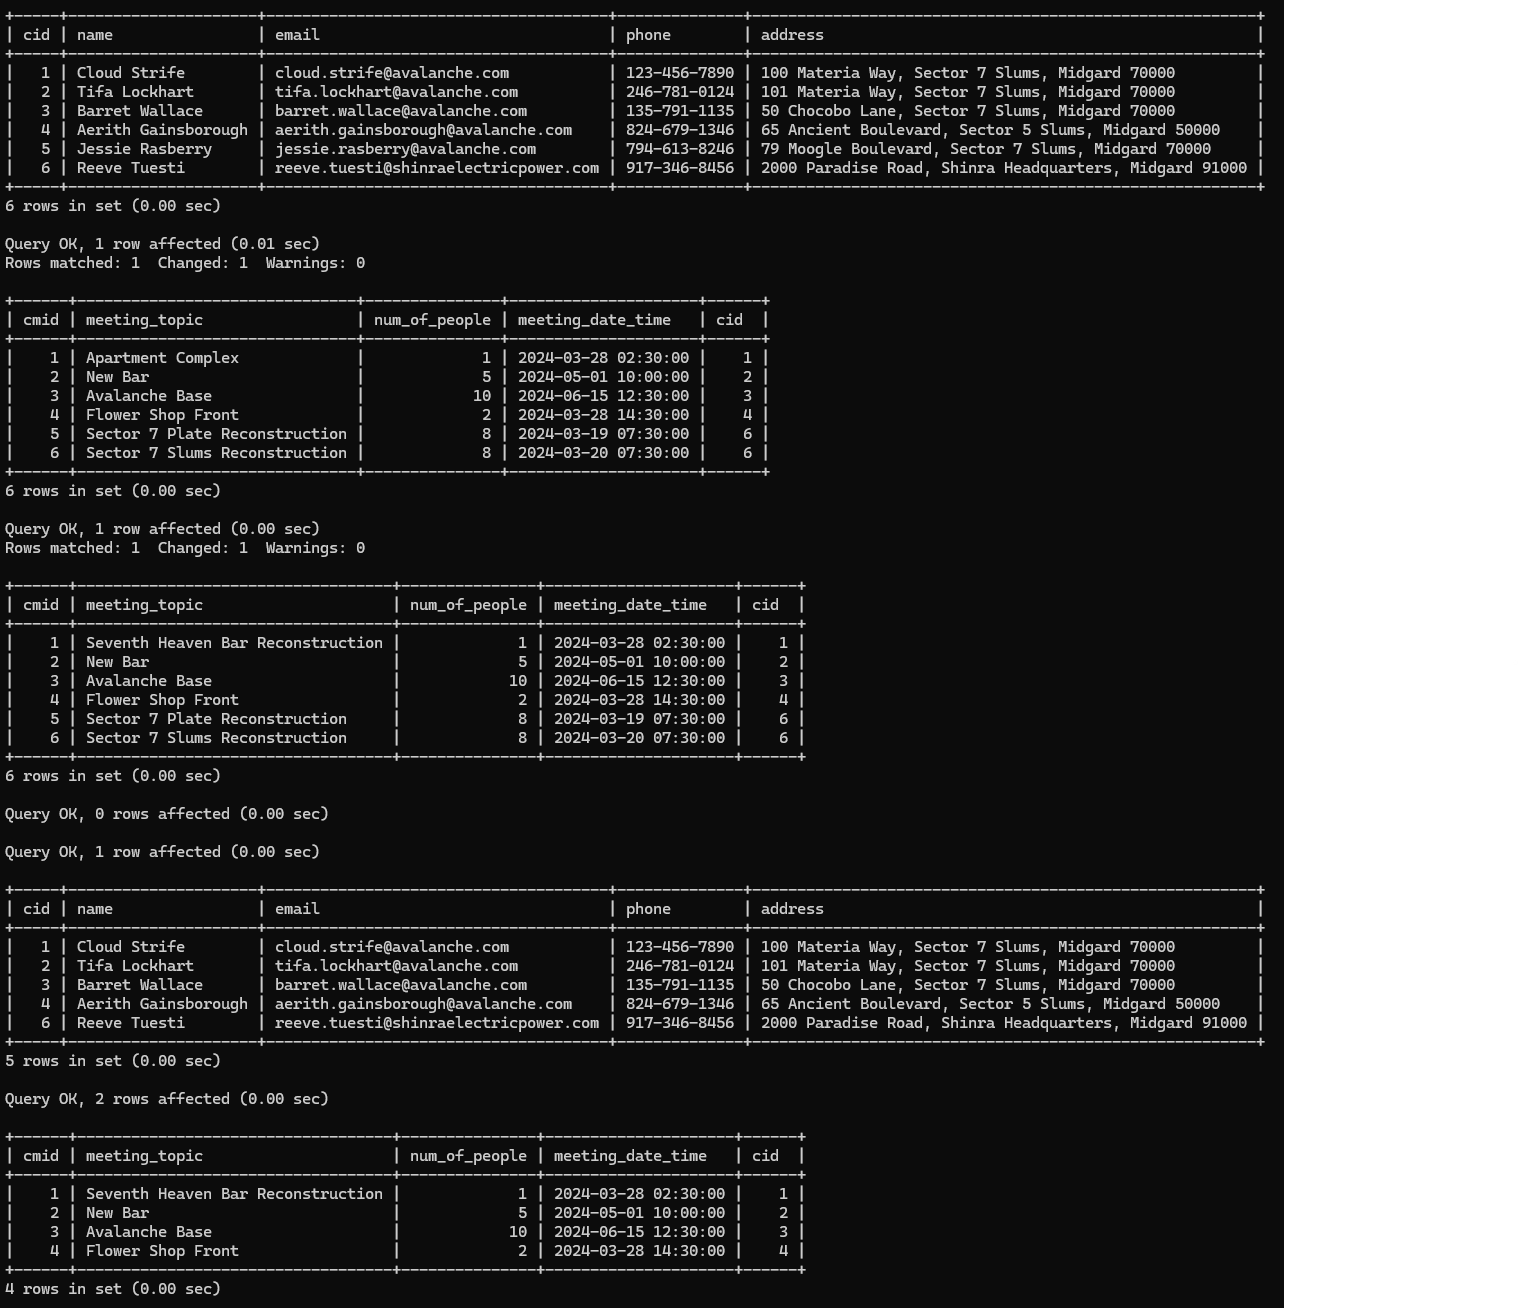 +-----+---------------------+--------------------------------------+--------------+--------------------------------------------------------+
| cid | name                | email                                | phone        | address                                                |
+-----+---------------------+--------------------------------------+--------------+--------------------------------------------------------+
|   1 | Cloud Strife        | cloud.strife@avalanche.com           | 123-456-7890 | 100 Materia Way, Sector 7 Slums, Midgard 70000         |
|   2 | Tifa Lockhart       | tifa.lockhart@avalanche.com          | 246-781-0124 | 101 Materia Way, Sector 7 Slums, Midgard 70000         |
|   3 | Barret Wallace      | barret.wallace@avalanche.com         | 135-791-1135 | 50 Chocobo Lane, Sector 7 Slums, Midgard 70000         |
|   4 | Aerith Gainsborough | aerith.gainsborough@avalanche.com    | 824-679-1346 | 65 Ancient Boulevard, Sector 5 Slums, Midgard 50000    |
|   5 | Jessie Rasberry     | jessie.rasberry@avalanche.com        | 794-613-8246 | 79 Moogle Boulevard, Sector 7 Slums, Midgard 70000     |
|   6 | Reeve Tuesti        | reeve.tuesti@shinraelectricpower.com | 917-346-8456 | 2000 Paradise Road, Shinra Headquarters, Midgard 91000 |
+-----+---------------------+--------------------------------------+--------------+--------------------------------------------------------+
6 rows in set (0.00 sec)

Query OK, 1 row affected (0.01 sec)
Rows matched: 1  Changed: 1  Warnings: 0

+------+-------------------------------+---------------+---------------------+------+
| cmid | meeting_topic                 | num_of_people | meeting_date_time   | cid  |
+------+-------------------------------+---------------+---------------------+------+
|    1 | Apartment Complex             |             1 | 2024-03-28 02:30:00 |    1 |
|    2 | New Bar                       |             5 | 2024-05-01 10:00:00 |    2 |
|    3 | Avalanche Base                |            10 | 2024-06-15 12:30:00 |    3 |
|    4 | Flower Shop Front             |             2 | 2024-03-28 14:30:00 |    4 |
|    5 | Sector 7 Plate Reconstruction |             8 | 2024-03-19 07:30:00 |    6 |
|    6 | Sector 7 Slums Reconstruction |             8 | 2024-03-20 07:30:00 |    6 |
+------+-------------------------------+---------------+---------------------+------+
6 rows in set (0.00 sec)

Query OK, 1 row affected (0.00 sec)
Rows matched: 1  Changed: 1  Warnings: 0

+------+-----------------------------------+---------------+---------------------+------+
| cmid | meeting_topic                     | num_of_people | meeting_date_time   | cid  |
+------+-----------------------------------+---------------+---------------------+------+
|    1 | Seventh Heaven Bar Reconstruction |             1 | 2024-03-28 02:30:00 |    1 |
|    2 | New Bar                           |             5 | 2024-05-01 10:00:00 |    2 |
|    3 | Avalanche Base                    |            10 | 2024-06-15 12:30:00 |    3 |
|    4 | Flower Shop Front                 |             2 | 2024-03-28 14:30:00 |    4 |
|    5 | Sector 7 Plate Reconstruction     |             8 | 2024-03-19 07:30:00 |    6 |
|    6 | Sector 7 Slums Reconstruction     |             8 | 2024-03-20 07:30:00 |    6 |
+------+-----------------------------------+---------------+---------------------+------+
6 rows in set (0.00 sec)

Query OK, 0 rows affected (0.00 sec)

Query OK, 1 row affected (0.00 sec)

+-----+---------------------+--------------------------------------+--------------+--------------------------------------------------------+
| cid | name                | email                                | phone        | address                                                |
+-----+---------------------+--------------------------------------+--------------+--------------------------------------------------------+
|   1 | Cloud Strife        | cloud.strife@avalanche.com           | 123-456-7890 | 100 Materia Way, Sector 7 Slums, Midgard 70000         |
|   2 | Tifa Lockhart       | tifa.lockhart@avalanche.com          | 246-781-0124 | 101 Materia Way, Sector 7 Slums, Midgard 70000         |
|   3 | Barret Wallace      | barret.wallace@avalanche.com         | 135-791-1135 | 50 Chocobo Lane, Sector 7 Slums, Midgard 70000         |
|   4 | Aerith Gainsborough | aerith.gainsborough@avalanche.com    | 824-679-1346 | 65 Ancient Boulevard, Sector 5 Slums, Midgard 50000    |
|   6 | Reeve Tuesti        | reeve.tuesti@shinraelectricpower.com | 917-346-8456 | 2000 Paradise Road, Shinra Headquarters, Midgard 91000 |
+-----+---------------------+--------------------------------------+--------------+--------------------------------------------------------+
5 rows in set (0.00 sec)

Query OK, 2 rows affected (0.00 sec)

+------+-----------------------------------+---------------+---------------------+------+
| cmid | meeting_topic                     | num_of_people | meeting_date_time   | cid  |
+------+-----------------------------------+---------------+---------------------+------+
|    1 | Seventh Heaven Bar Reconstruction |             1 | 2024-03-28 02:30:00 |    1 |
|    2 | New Bar                           |             5 | 2024-05-01 10:00:00 |    2 |
|    3 | Avalanche Base                    |            10 | 2024-06-15 12:30:00 |    3 |
|    4 | Flower Shop Front                 |             2 | 2024-03-28 14:30:00 |    4 |
+------+-----------------------------------+---------------+---------------------+------+
4 rows in set (0.00 sec)